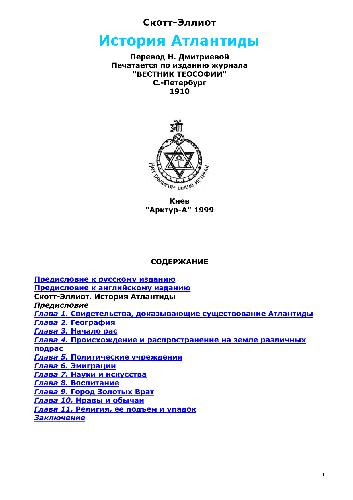 Скотт-Эллиот
История Атлантиды
Перевод Н. Дмитриевой
Печатается по изданию журнала
"ВЕСТНИК ТЕОСОФИИ"
С.-Петербург
1910
Киев
"Арктур-А" 1999
СОДЕРЖАНИЕ
Предисловие к русскому изданию
Предисловие к английскому изданию
Скотт-Эллиот. История Атлантиды
Предисловие
Глава 1. Свидетельства, доказывающие существование Атлантиды
Глава 2. География
Глава 3. Начало рас
Глава 4. Происхождение и распространение на земле различных
подрас
Глава 5. Политические учреждения
Глава 6. Эмиграции
Глава 7. Науки и искусства
Глава 8. Воспитание
Глава 9. Город Золотых Врат
Глава 10. Нравы и обычаи
Глава 11. Религия, ее подъем и упадок
Заключение
1